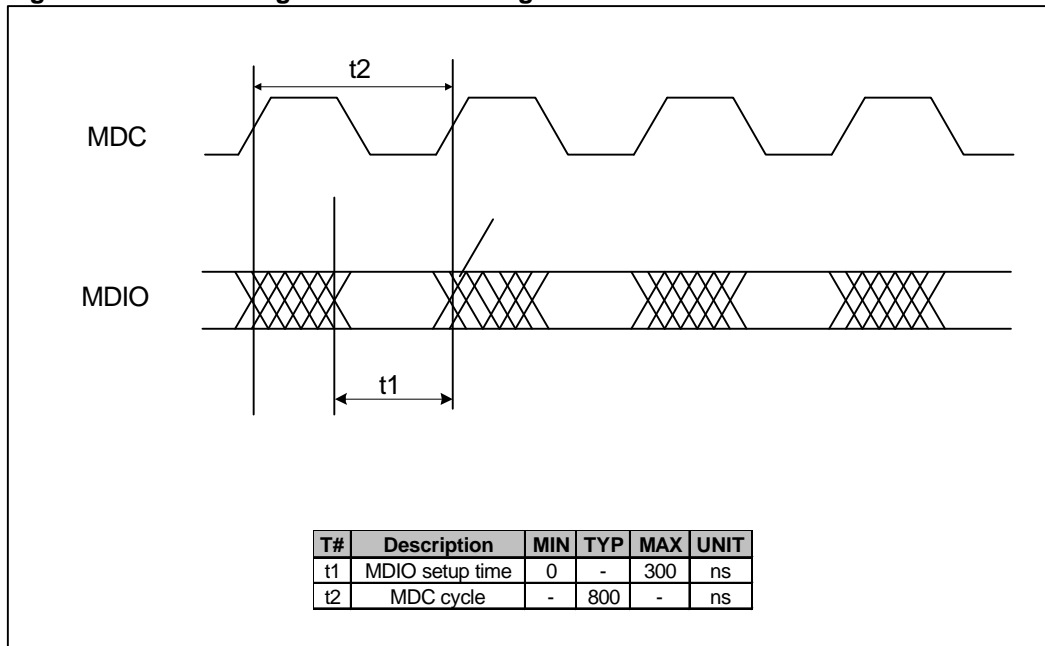 t2
MDC
MDIO
t1
T# Description MIN TYP MAX UNIT
t1 MDIO setup time 0 - 300 ns
t2 MDC cycle - 800 - ns